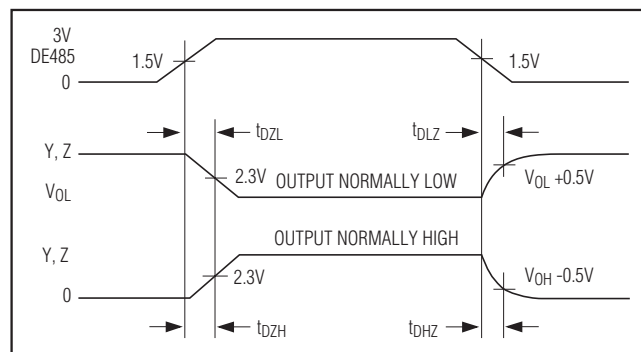 3V
DE485
0
1.5V
1.5V
tDZL
tDLZ
Y, Z
VOL
2.3V
OUTPUT NORMALLY LOW
VOL +0.5V
OUTPUT NORMALLY HIGH
Y, Z
0
2.3V
VOH -0.5V
tDZH
tDHZ